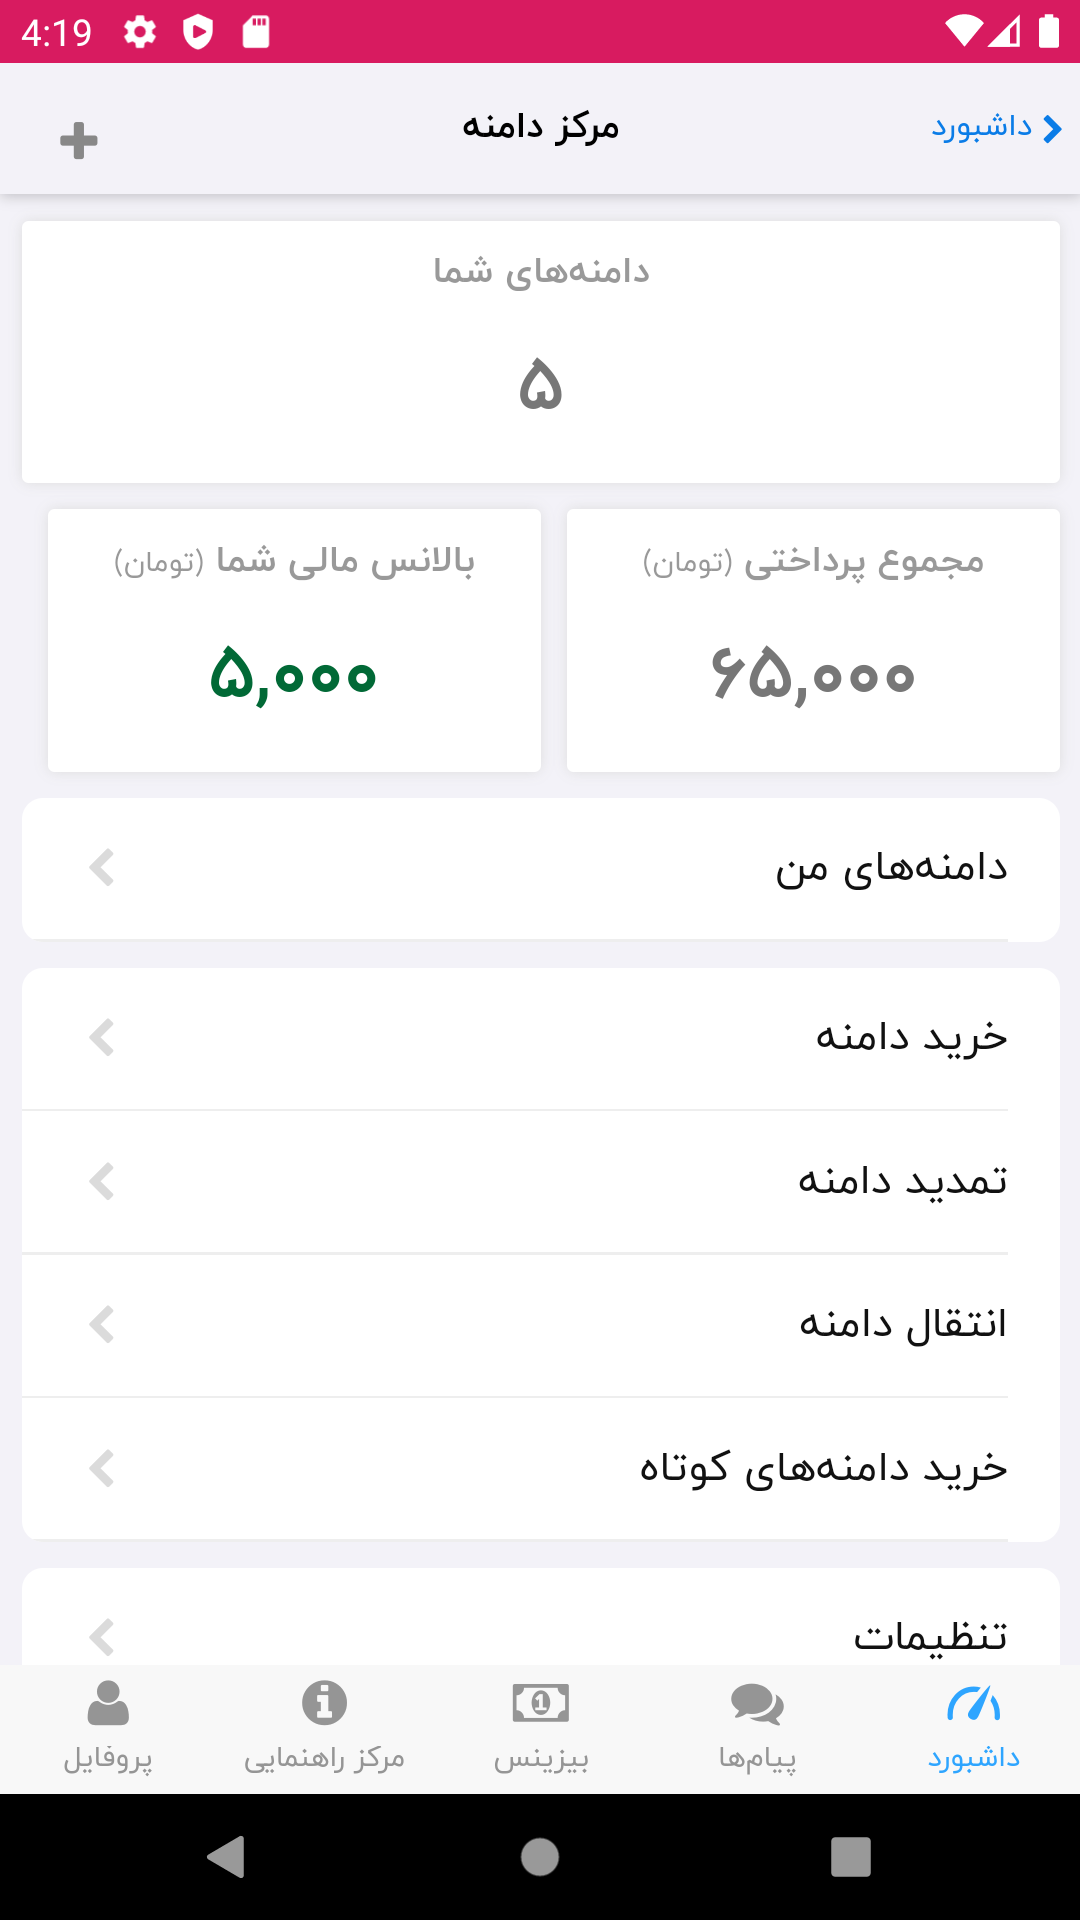 4:19
داشبورد
مرکز دامنه
دامنه‌های شما
۵
مجموع پرداختی (تومان)
۶۵,۰۰۰
بالانس مالی شما (تومان)
۵,۰۰۰
دامنه‌های من
خرید دامنه
تمدید دامنه
انتقال دامنه
خرید دامنه‌های کوتاه
تنظیمات
داشبورد
پیام‌ها
بیزینس
مرکز راهنمایی
پروفایل